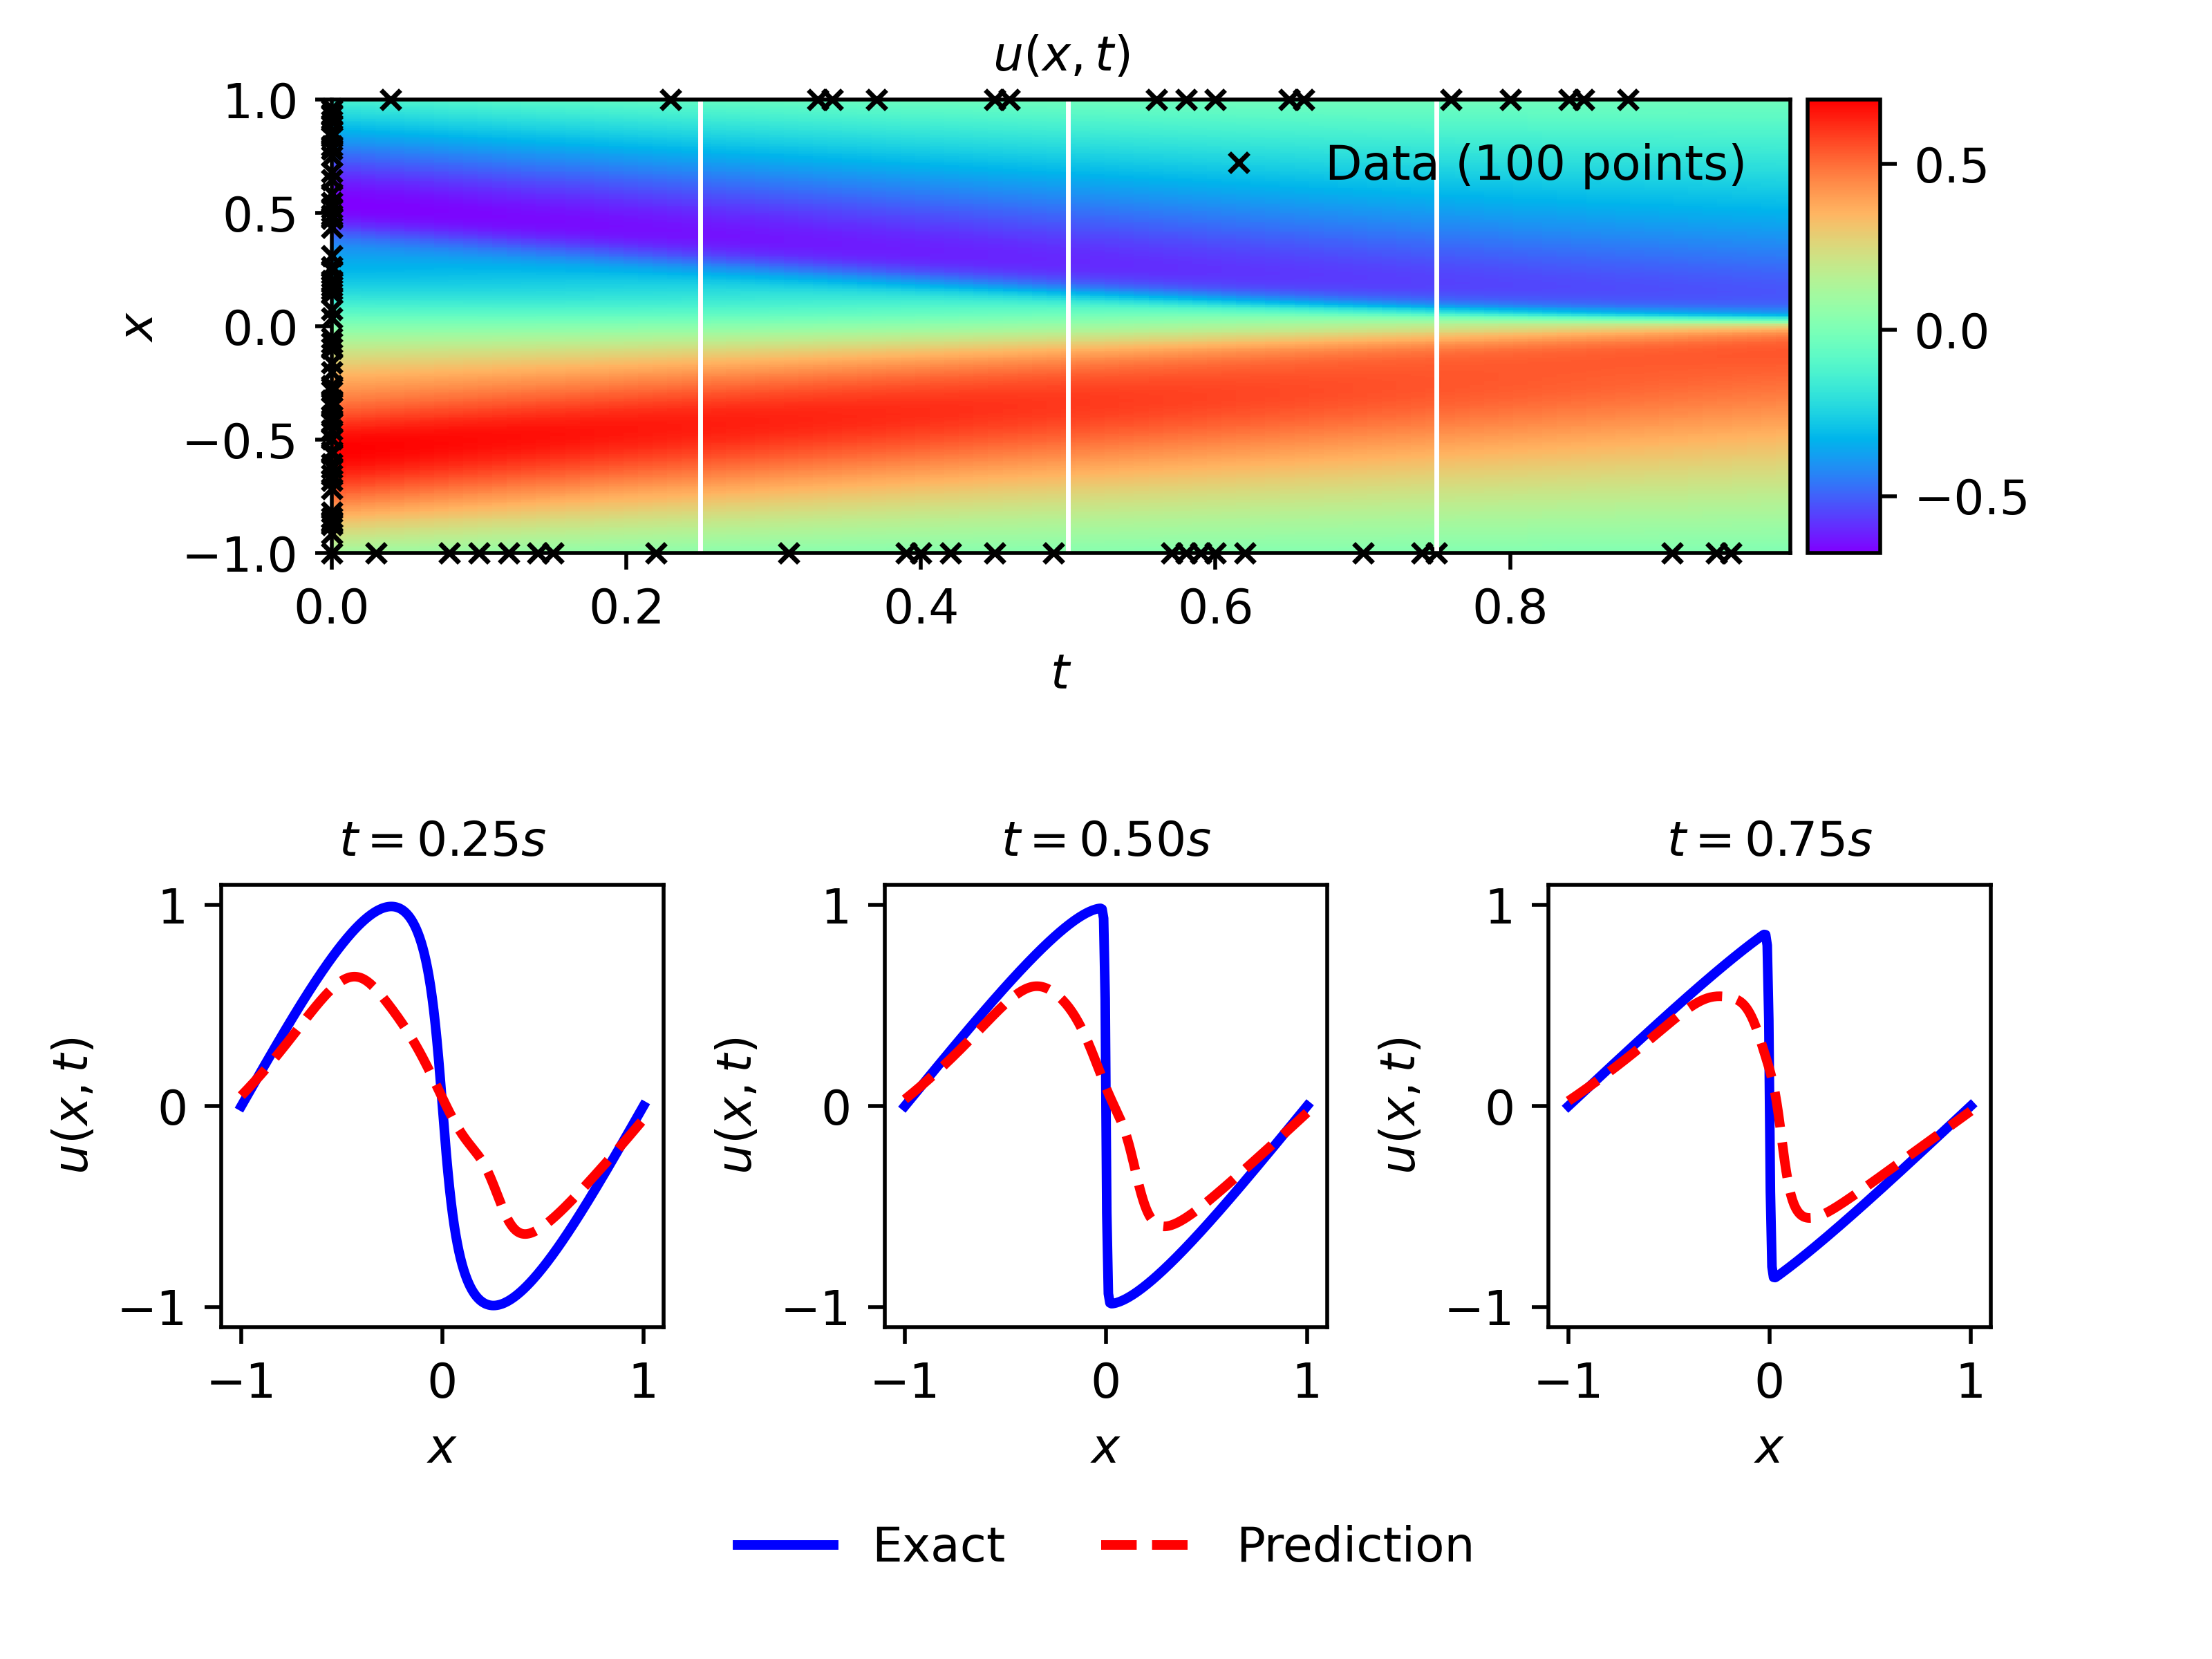 u(x, t)
1.0
0.5
0.0
−0.5
−1.0
x
Data (100 points)
0.5
0.0
−0.5
0.0 0.2 0.4 0.6 0.8
t
t = 0.25s
1
0
−1
u(x, t)
−1 0 1
x
t = 0.50s
1
0
−1
u(x, t)
−1 0 1
x
t = 0.75s
1
0
−1
u(x, t)
−1 0 1
x
Exact Prediction